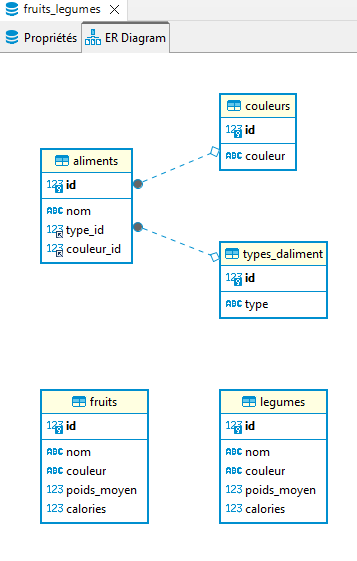 fruits_legumes
Propriétés
ER Diagram
couleurs
123 id
ABC couleur
aliments
123 id
ABC nom
123 type_id
123 couleur_id
types_daliment
123 id
ABC type
fruits
123 id
ABC nom
ABC couleur
123 poids_moyen
123 calories
legumes
123 id
ABC nom
ABC couleur
123 poids_moyen
123 calories